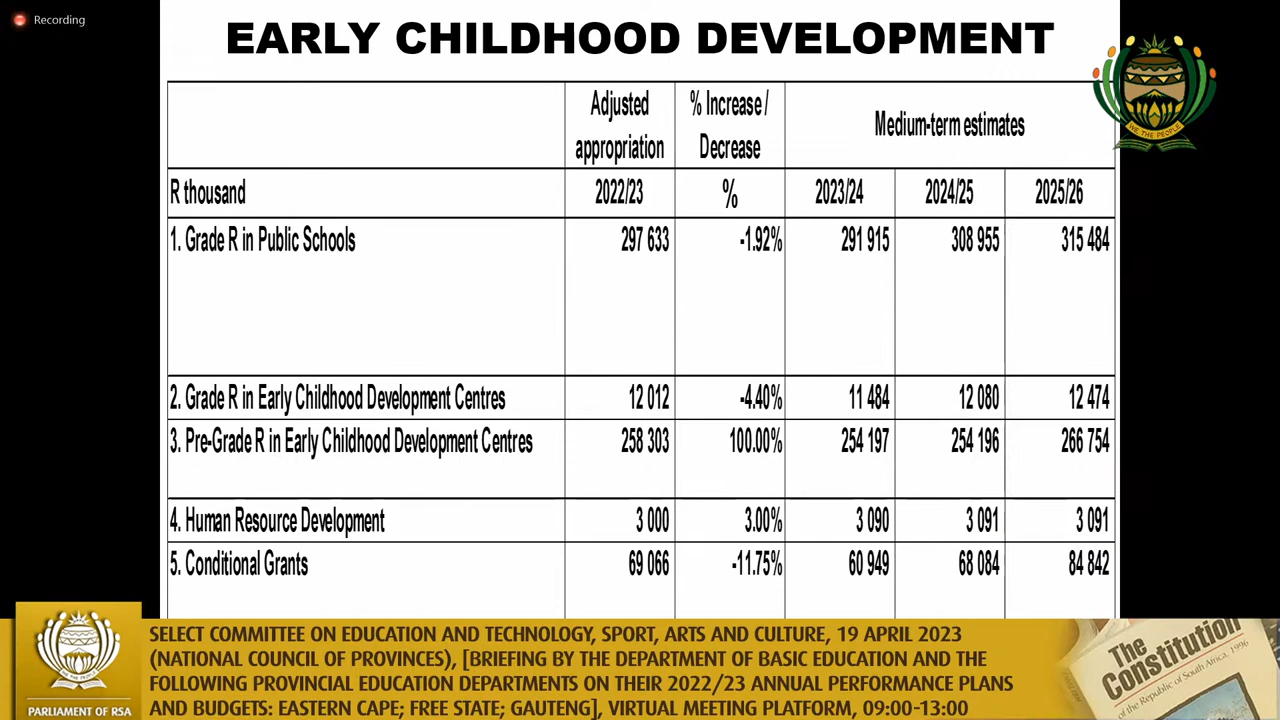 Recording
EARLY CHILDHOOD DEVELOPMENT
Adjusted appropriation % Increase / Decrease Medium-term estimates
R thousand 2022/23 % 2023/24 2024/25 2025/26
1. Grade R in Public Schools 297 633 -1.92% 291 915 308 955 315 484
2. Grade R in Early Childhood Development Centres 12 012 -4.40% 11 484 12 080 12 474
3. Pre-Grade R in Early Childhood Development Centres 258 303 100.00% 254 197 254 196 266 754
4. Human Resource Development 3 000 3.00% 3 090 3 091 3 091
5. Conditional Grants 69 066 -11.75% 60 949 68 084 84 842
WE, THE PEOPLE
SELECT COMMITTEE ON EDUCATION AND TECHNOLOGY, SPORT, ARTS AND CULTURE, 19 APRIL 2023
(NATIONAL COUNCIL OF PROVINCES), [BRIEFING BY THE DEPARTMENT OF BASIC EDUCATION AND THE
FOLLOWING PROVINCIAL EDUCATION DEPARTMENTS ON THEIR 2022/23 ANNUAL PERFORMANCE PLANS
AND BUDGETS: EASTERN CAPE; FREE STATE; GAUTENG], VIRTUAL MEETING PLATFORM, 09:00-13:00
PARLIAMENT OF RSA
The
Constitution
of the Republic of South Africa, 1996